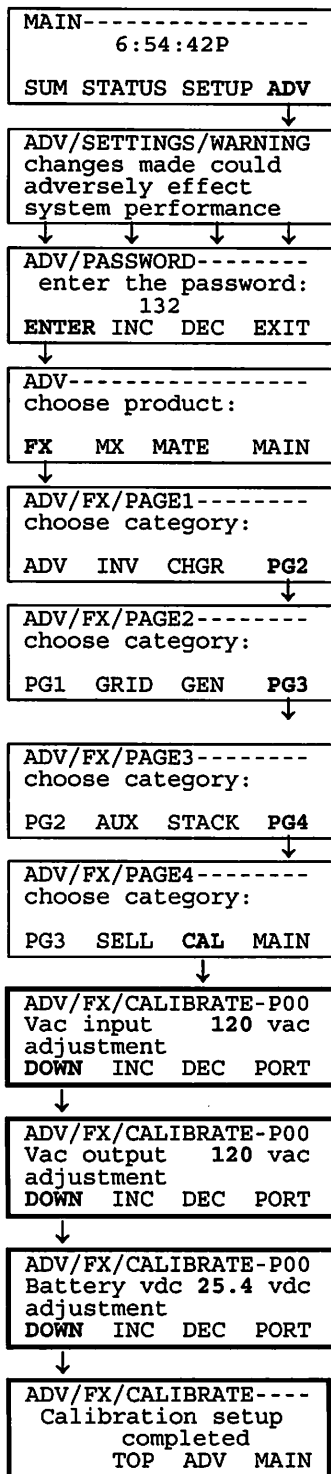 MAIN-----------------
6:54:42P
SUM STATUS SETUP ADV
ADV/SETTINGS/WARNING
changes made could
adversely effect
system performance
ADV/PASSWORD--------
enter the password:
132
ENTER INC DEC EXIT
ADV-----------------
choose product:
FX MX MATE MAIN
ADV/FX/PAGE1--------
choose category:
ADV INV CHGR PG2
ADV/FX/PAGE2--------
choose category:
PG1 GRID GEN PG3
ADV/FX/PAGE3--------
choose category:
PG2 AUX STACK PG4
ADV/FX/PAGE4--------
choose category:
PG3 SELL CAL MAIN
ADV/FX/CALIBRATE-P00
Vac input 120 vac
adjustment
DOWN INC DEC PORT
ADV/FX/CALIBRATE-P00
Vac output 120 vac
adjustment
DOWN INC DEC PORT
ADV/FX/CALIBRATE-P00
Battery vdc 25.4 vdc
adjustment
DOWN INC DEC PORT
ADV/FX/CALIBRATE----
Calibration setup
completed
TOP ADV MAIN